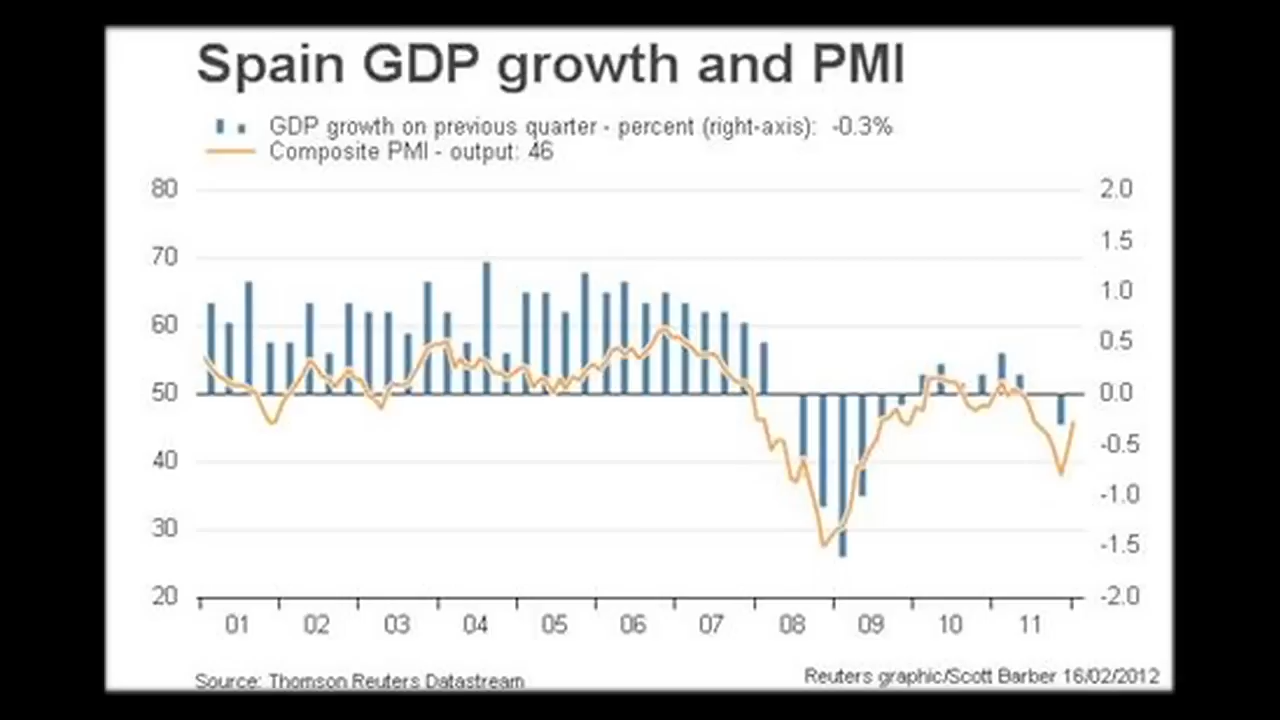 Spain GDP growth and PMI
GDP growth on previous quarter - percent (right-axis): -0.3%
Composite PMI - output: 46
80 2.0
70 1.5
60 1.0
50 0.5
40 0.0
30 -0.5
20 -1.0
-1.5
-2.0
01 02 03 04 05 06 07 08 09 10 11
Source: Thomson Reuters Datastream
Reuters graphic/Scott Barber 16/02/2012